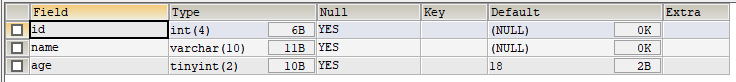 Field Type Null Key Default Extra
id int(4) 6B YES (NULL) 0K
name varchar(10) 11B YES (NULL) 0K
age tinyint(2) 10B YES 18 2B